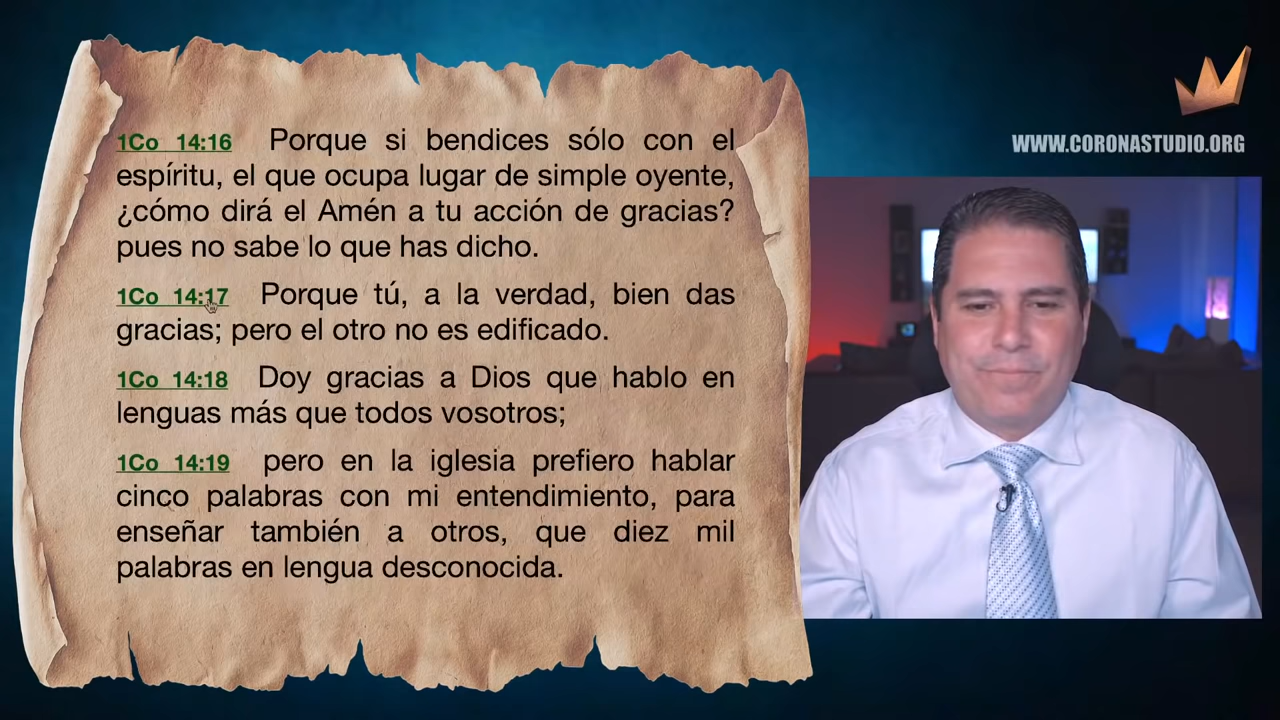 1Co 14:16 Porque si bendices sólo con el
espíritu, el que ocupa lugar de simple oyente,
¿cómo dirá el Amén a tu acción de gracias?
pues no sabe lo que has dicho.
1Co 14:17 Porque tú, a la verdad, bien das
gracias; pero el otro no es edificado.
1Co 14:18 Doy gracias a Dios que hablo en
lenguas más que todos vosotros;
1Co 14:19 pero en la iglesia prefiero hablar
cinco palabras con mi entendimiento, para
enseñar también a otros, que diez mil
palabras en lengua desconocida.
WWW.CORONASTUDIO.ORG